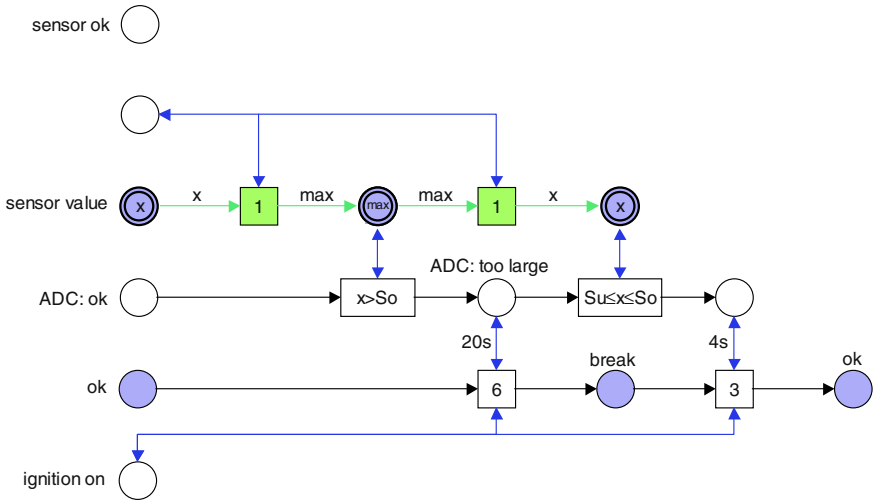 sensor ok
sensor value
x
x
1
max
max
max
1
x
x
ADC: ok
x>So
ADC: too large
Su≤x≤So
20s
4s
ok
6
break
3
ok
ignition on